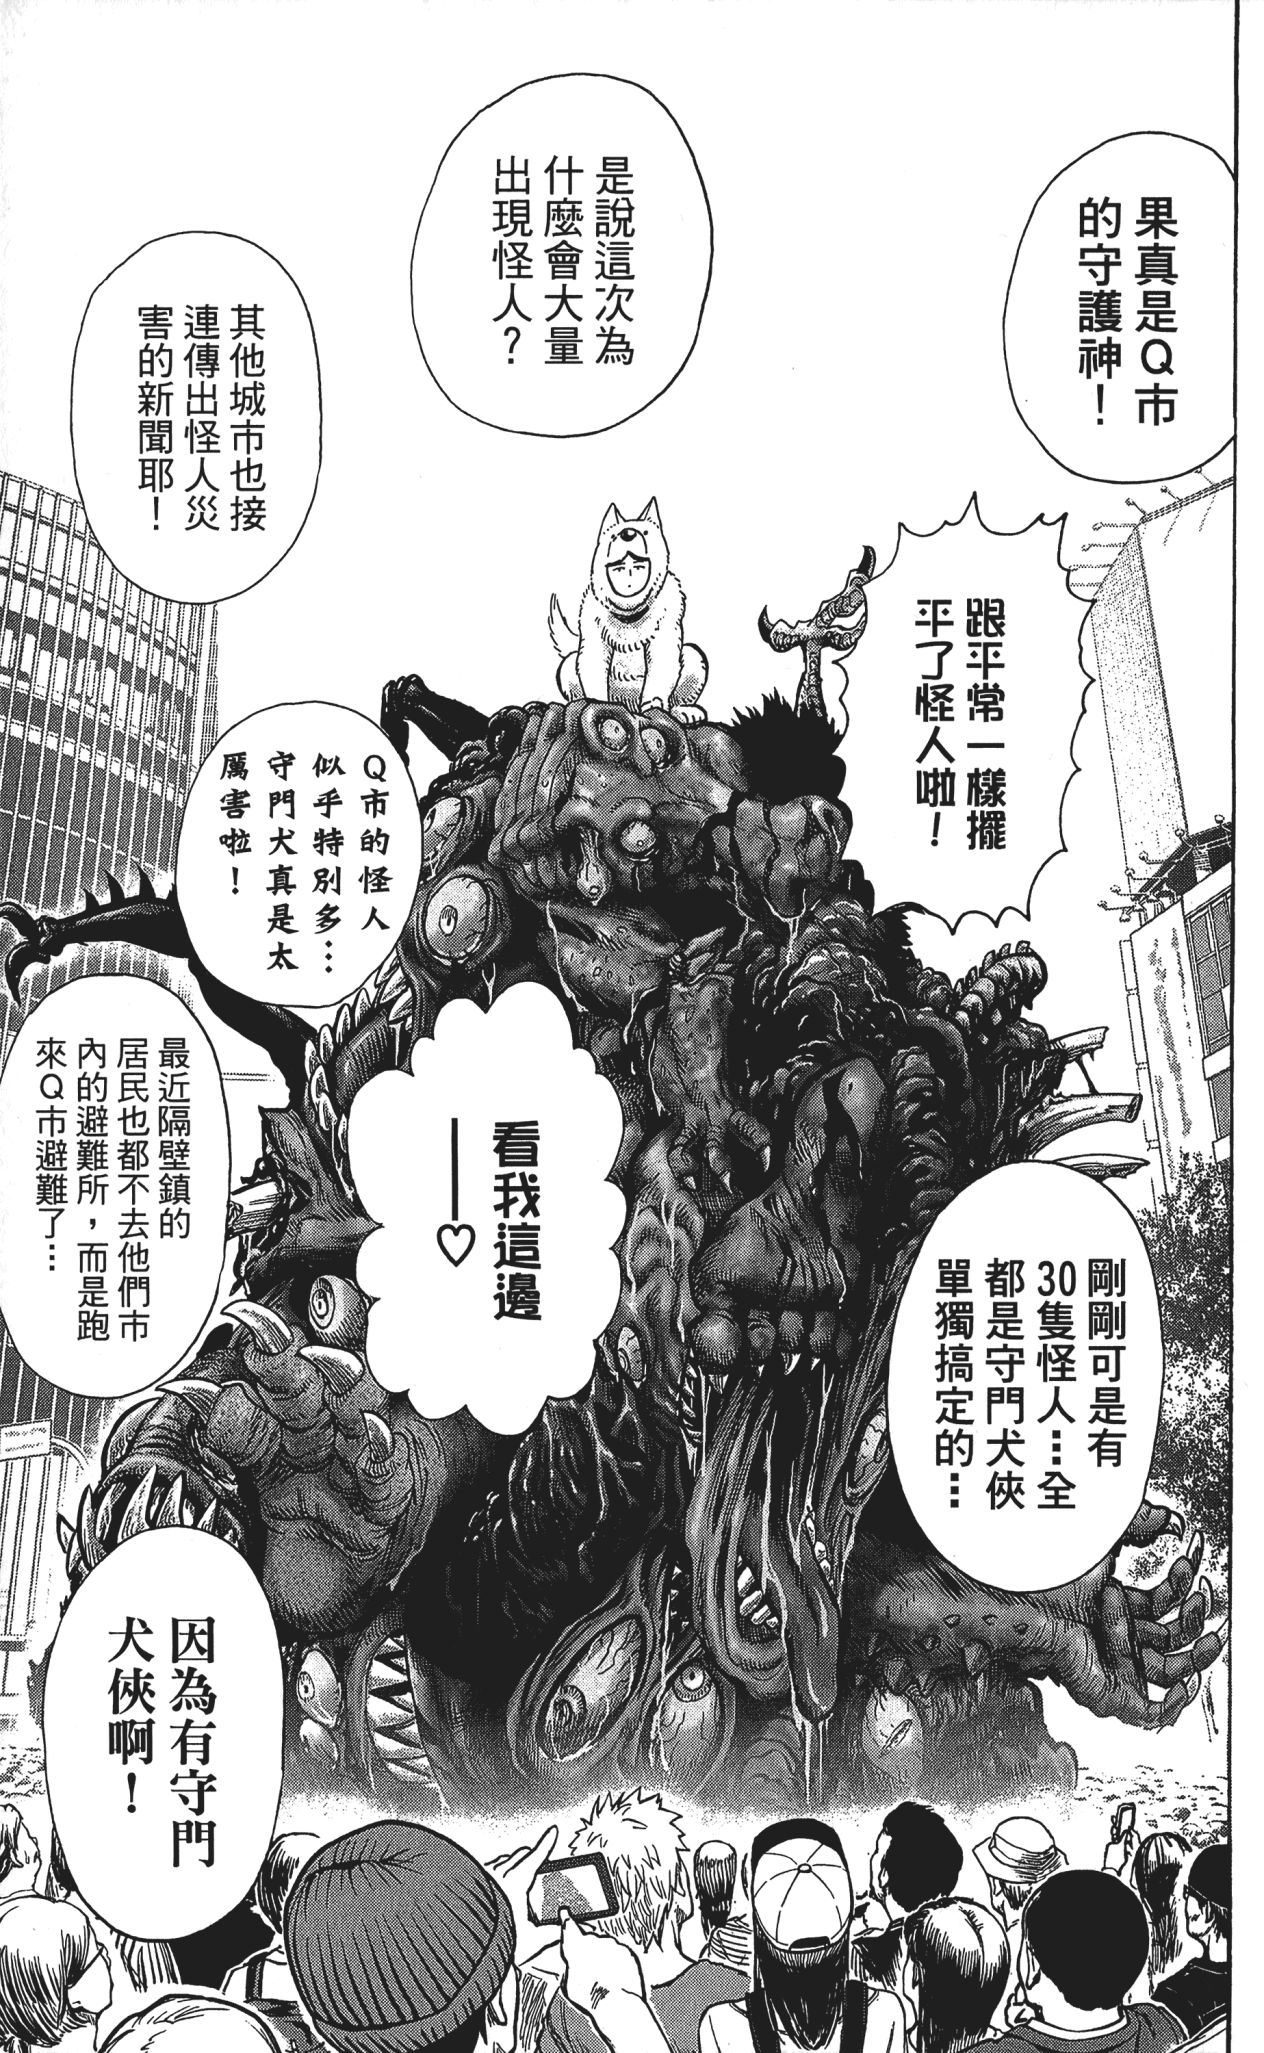 果真是Q市
的守護神！
是說這次為
什麼會大量
出現怪人？
其他城市也接
連傳出怪人災
害的新聞耶！
跟平常一樣擺
平了怪人啦！
Q市的怪人
似乎特別多…
守門犬真是太
厲害啦！
看我這邊
——♡
最近隔壁鎮的
居民也都不去他們市
內的避難所，而是跑
來Q市避難了…
剛剛可是有
30隻怪人…全
都是守門犬俠
單獨搞定的…
因為有守門
犬俠啊！